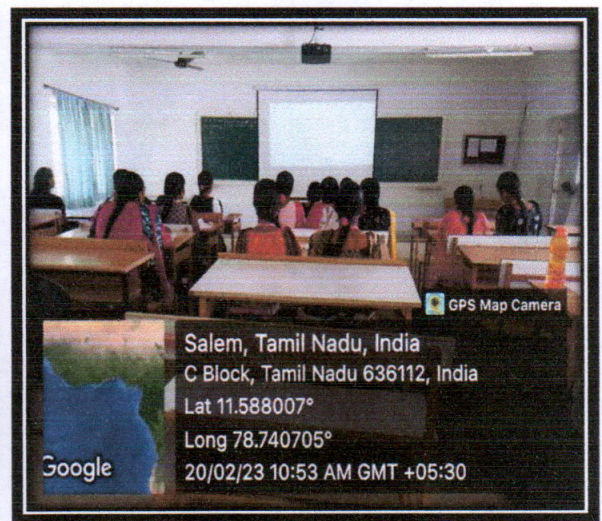 GPS Map Camera
Salem, Tamil Nadu, India
C Block, Tamil Nadu 636112, India
Lat 11.588007°
Long 78.740705°
20/02/23 10:53 AM GMT +05:30
Google